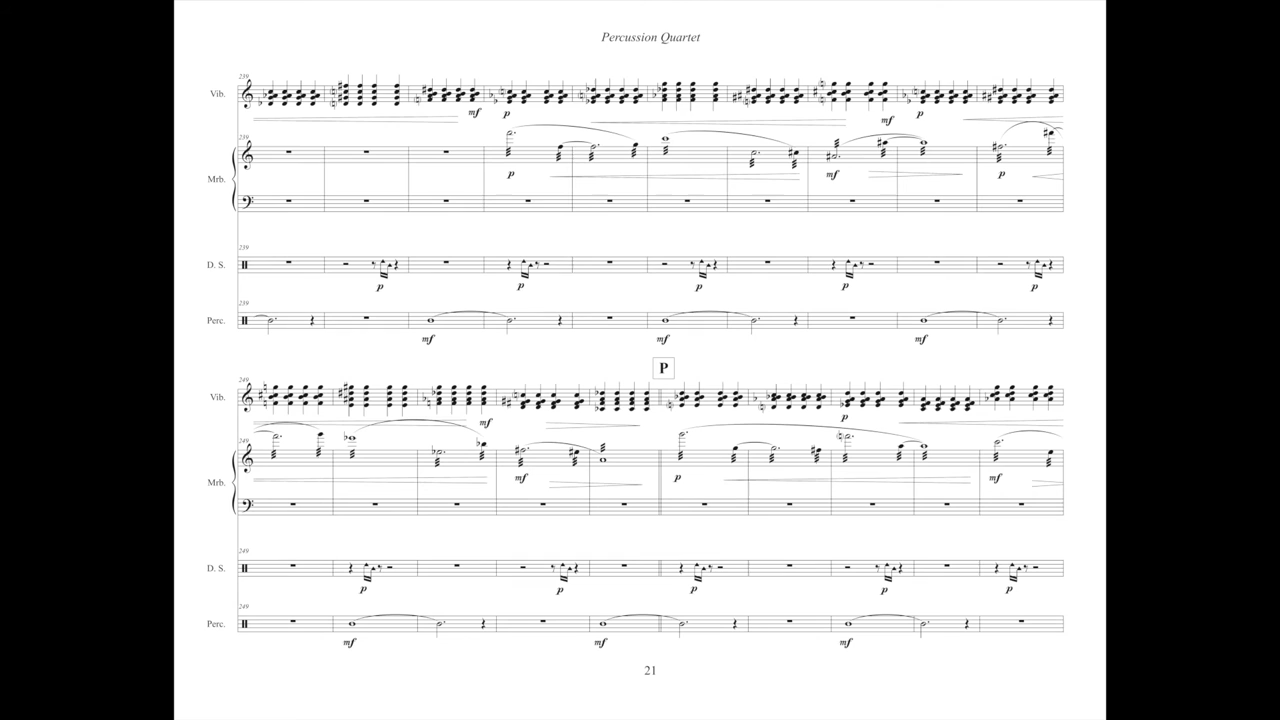 Percussion Quartet
239
Vib.
mf p mf p
239
Mrb.
p mf p
239
D. S.
p p p p p
239
Perc.
mf mf mf
P
249
Vib.
mf p
249
Mrb.
mf p mf
249
D. S.
p p p p p
249
Perc.
mf mf mf
21